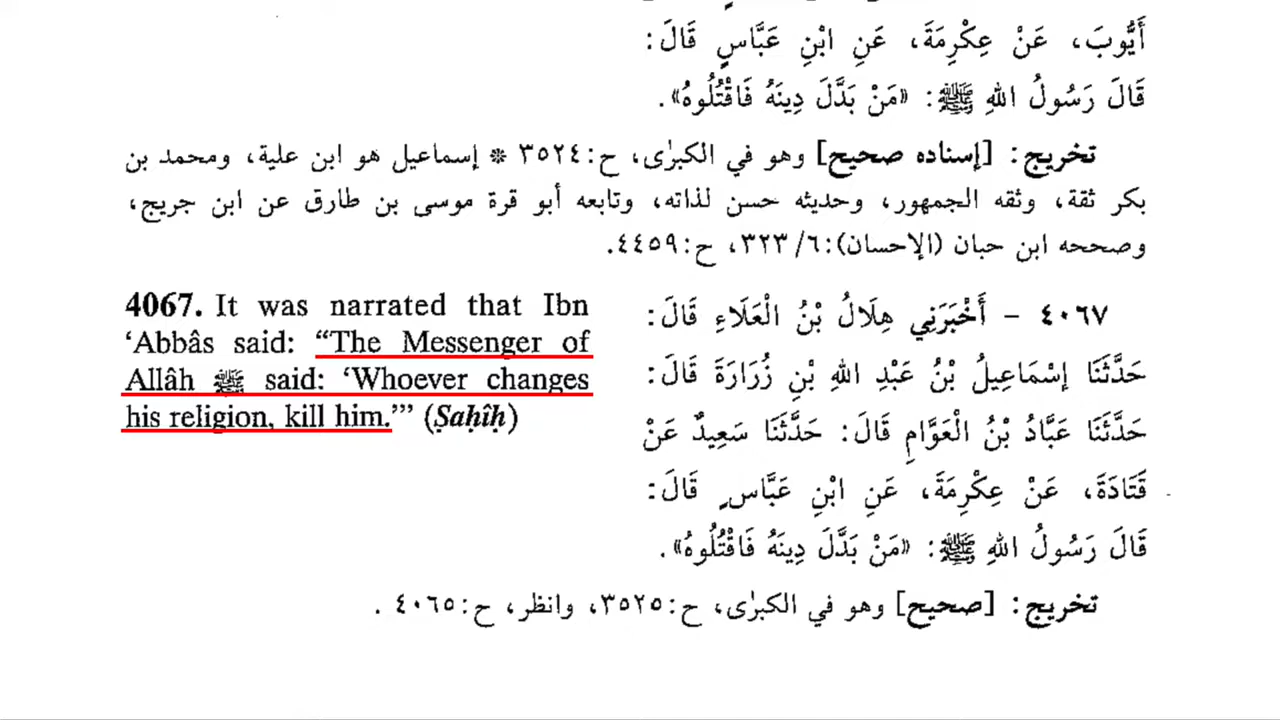 أَيُّوبَ، عَنْ عِكْرِمَةَ، عَنِ ابْنِ عَبَّاسٍ قَالَ:
قَالَ رَسُولُ اللهِ ﷺ: «مَنْ بَدَّلَ دِينَهُ فَاقْتُلُوهُ».
تخريج: [إسناده صحيح] وهو في الكبرٰى، ح:٣٥٢٤ * إسماعيل هو ابن علية، ومحمد بن
بكر ثقة، وثقه الجمهور، وحديثه حسن لذاته، وتابعه أبو قرة موسى بن طارق عن ابن جريج،
وصححه ابن حبان (الإحسان):٦/ ٣٢٣، ح:٤٤٥٩.
4067. It was narrated that Ibn
‘Abbâs said: “The Messenger of
Allâh ﷺ said: ‘Whoever changes
his religion, kill him.’” (Ṣaḥîḥ)
٤٠٦٧ - أَخْبَرَنِي هِلَالُ بْنُ الْعَلَاءِ قَالَ:
حَدَّثَنَا إِسْمَاعِيلُ بْنُ عَبْدِ اللهِ بْنِ زُرَارَةَ قَالَ:
حَدَّثَنَا عَبَّادُ بْنُ الْعَوَّامِ قَالَ: حَدَّثَنَا سَعِيدٌ عَنْ
قَتَادَةَ، عَنْ عِكْرِمَةَ، عَنِ ابْنِ عَبَّاسٍ قَالَ:
قَالَ رَسُولُ اللهِ ﷺ: «مَنْ بَدَّلَ دِينَهُ فَاقْتُلُوهُ».
تخريج: [صحيح] وهو في الكبرٰى، ح:٣٥٢٥، وانظر، ح:٤٠٦٥ .